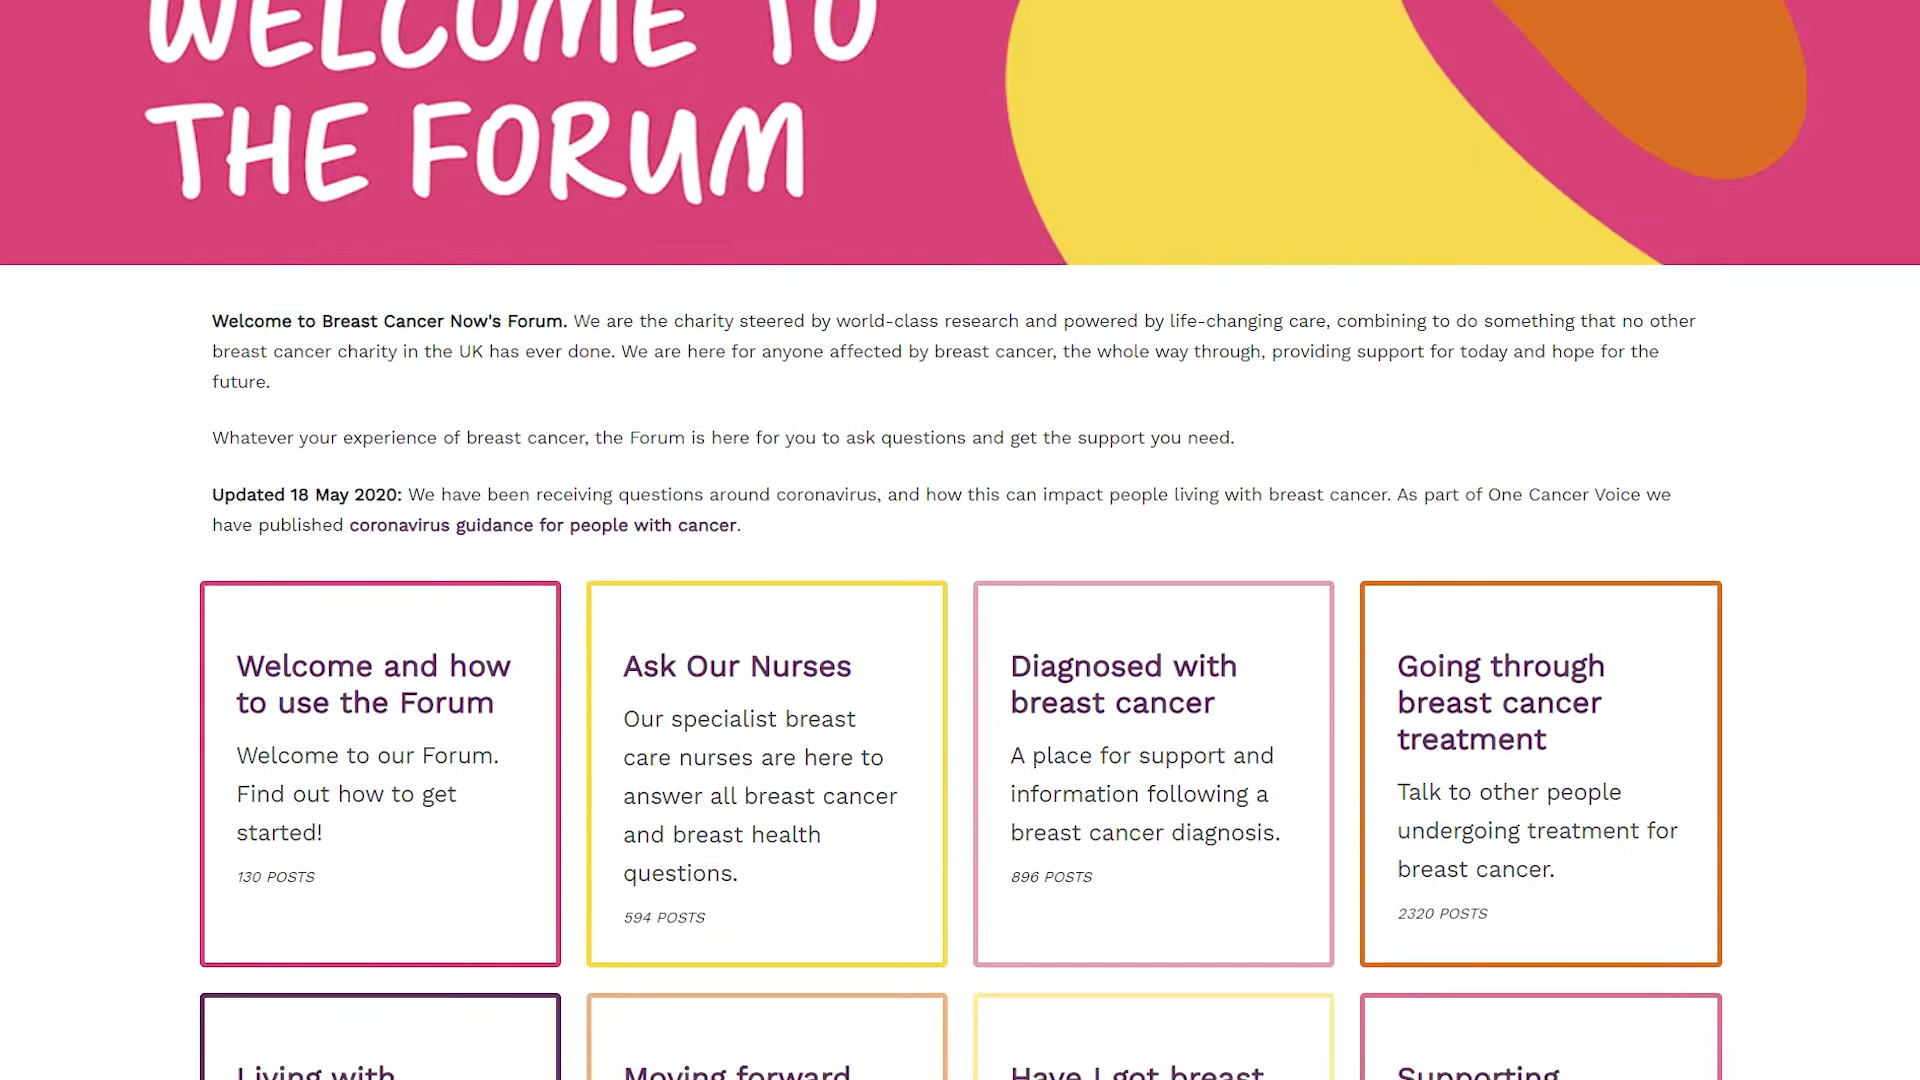 WELCOME TO
THE FORUM
Welcome to Breast Cancer Now's Forum. We are the charity steered by world-class research and powered by life-changing care, combining to do something that no other
breast cancer charity in the UK has ever done. We are here for anyone affected by breast cancer, the whole way through, providing support for today and hope for the
future.
Whatever your experience of breast cancer, the Forum is here for you to ask questions and get the support you need.
Updated 18 May 2020: We have been receiving questions around coronavirus, and how this can impact people living with breast cancer. As part of One Cancer Voice we
have published coronavirus guidance for people with cancer.
Welcome and how
to use the Forum
Welcome to our Forum.
Find out how to get
started!
130 POSTS
Ask Our Nurses
Our specialist breast
care nurses are here to
answer all breast cancer
and breast health
questions.
594 POSTS
Diagnosed with
breast cancer
A place for support and
information following a
breast cancer diagnosis.
896 POSTS
Going through
breast cancer
treatment
Talk to other people
undergoing treatment for
breast cancer.
2320 POSTS
Living with
Moving forward
Have I got breast
Supporting